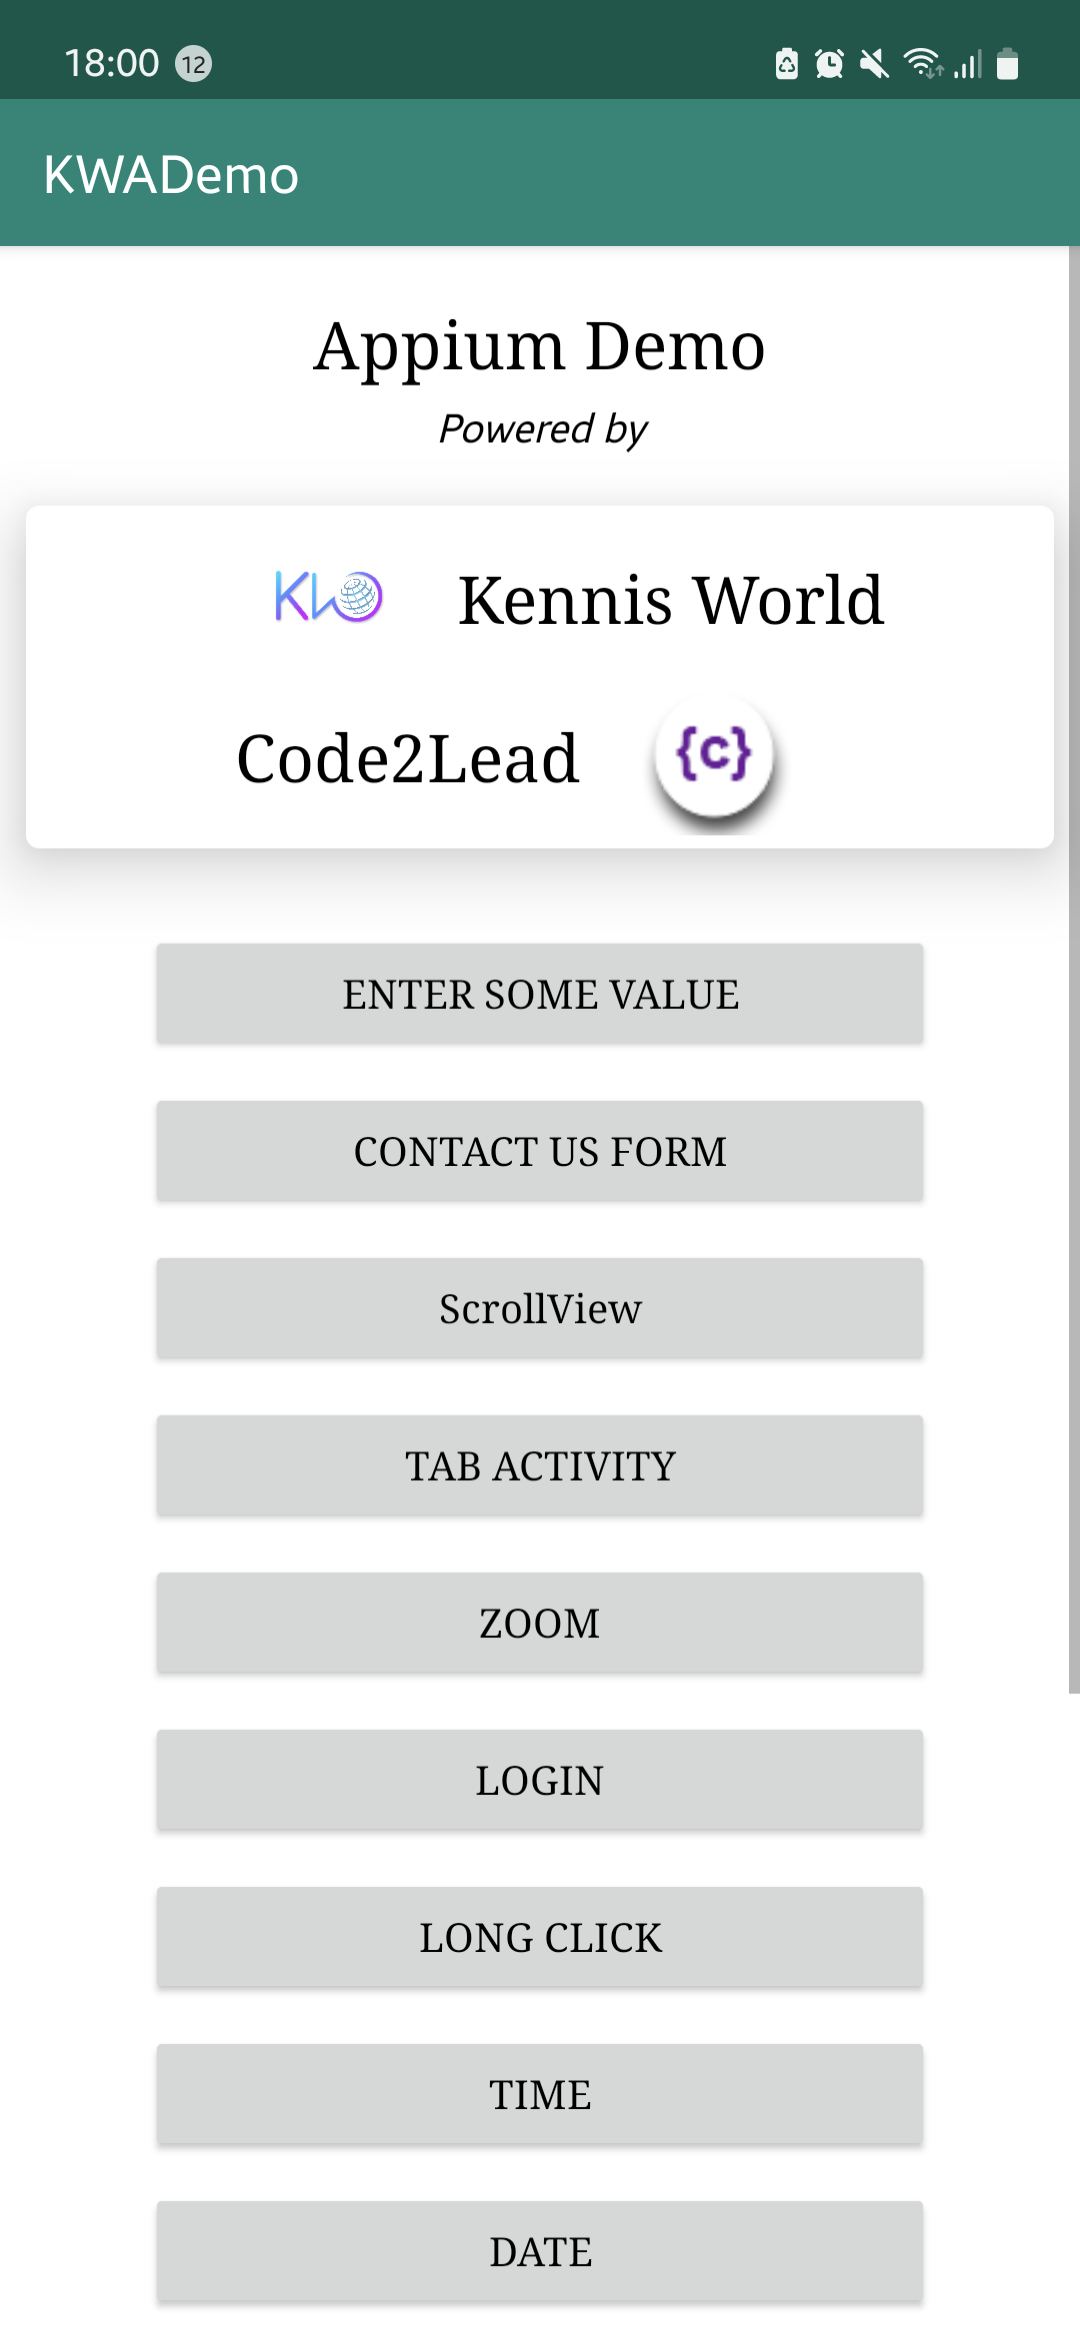 18:00 12
KWADemo
Appium Demo
Powered by
Kennis World
Code2Lead {c}
ENTER SOME VALUE
CONTACT US FORM
ScrollView
TAB ACTIVITY
ZOOM
LOGIN
LONG CLICK
TIME
DATE